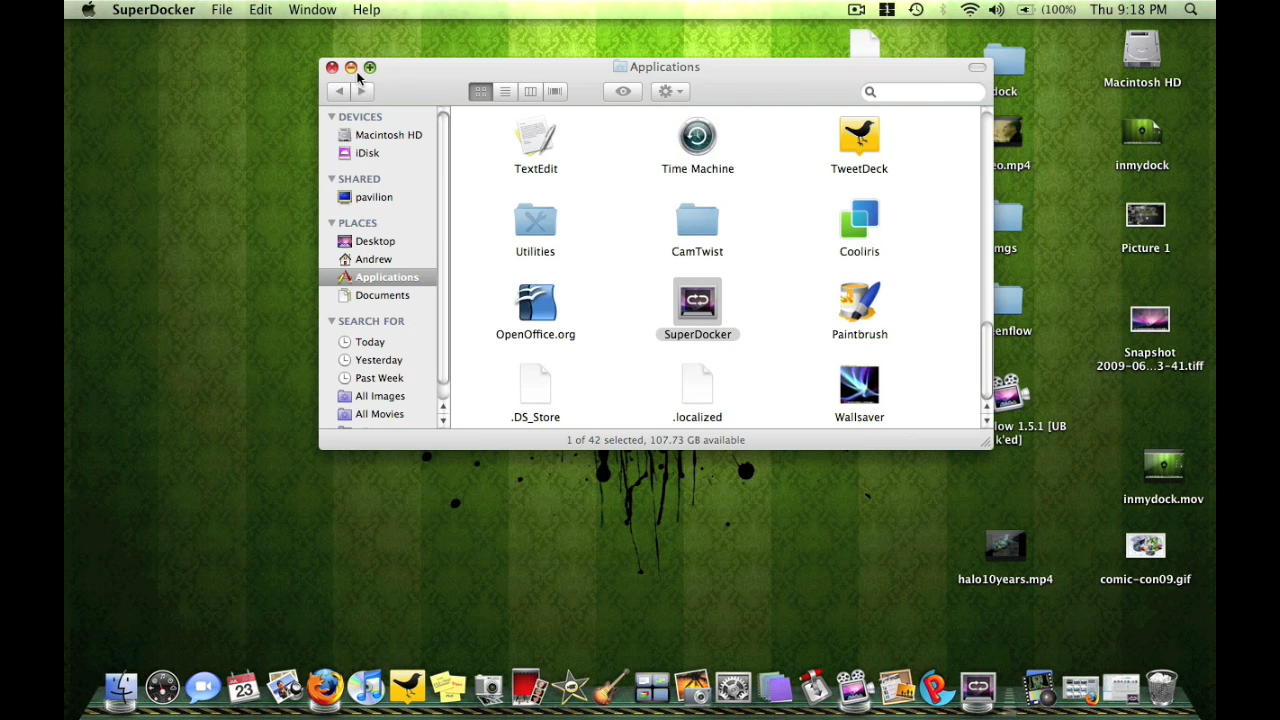 SuperDocker File Edit Window Help
1 (100%) Thu 9:18 PM
Applications
DEVICES
Macintosh HD
iDisk
SHARED
pavilion
PLACES
Desktop
Andrew
Applications
Documents
SEARCH FOR
Today
Yesterday
Past Week
All Images
All Movies
TextEdit
Time Machine
TweetDeck
Utilities
CamTwist
Cooliris
OpenOffice.org
SuperDocker
Paintbrush
.DS_Store
.localized
Wallsaver
1 of 42 selected, 107.73 GB available
Macintosh HD
inmydock
Picture 1
Snapshot
2009-06...3-41.tiff
low 1.5.1 [UB
k'ed]
inmydock.mov
halo10years.mp4
comic-con09.gif
23